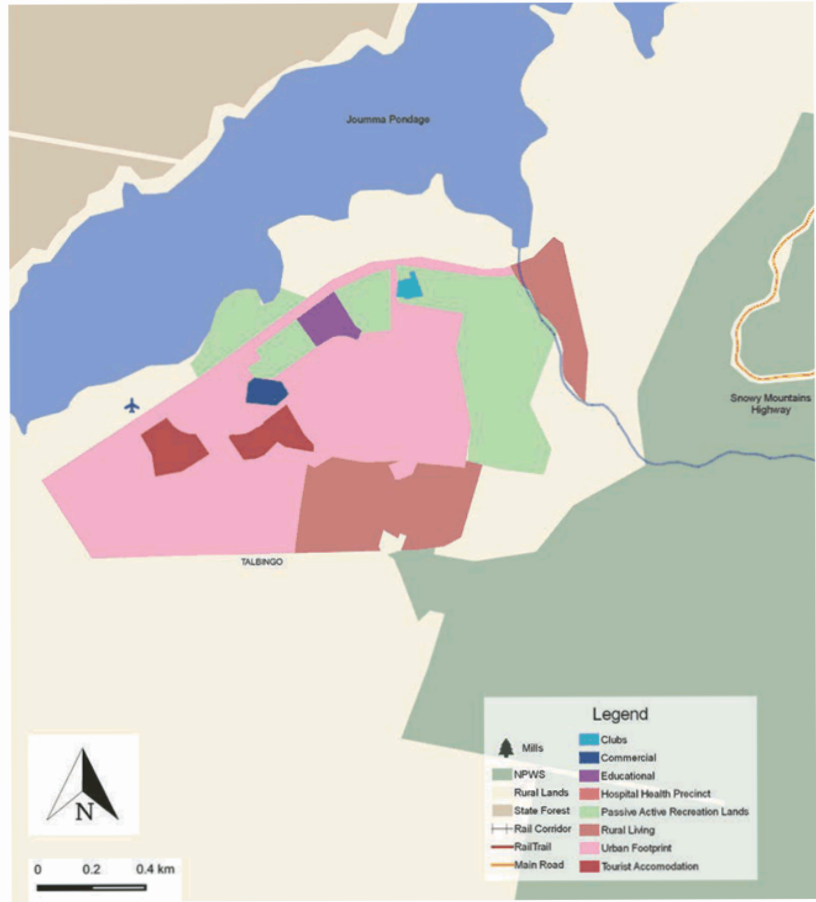 Joumma Pondage
Snowy Mountains
Highway
TALBINGO
Legend
Mills
NPWS
Rural Lands
State Forest
Rail Corridor
RailTrail
Main Road
Clubs
Commercial
Educational
Hospital Health Precinct
Passive Active Recreation Lands
Rural Living
Urban Footprint
Tourist Accomodation
N
0 0.2 0.4 km